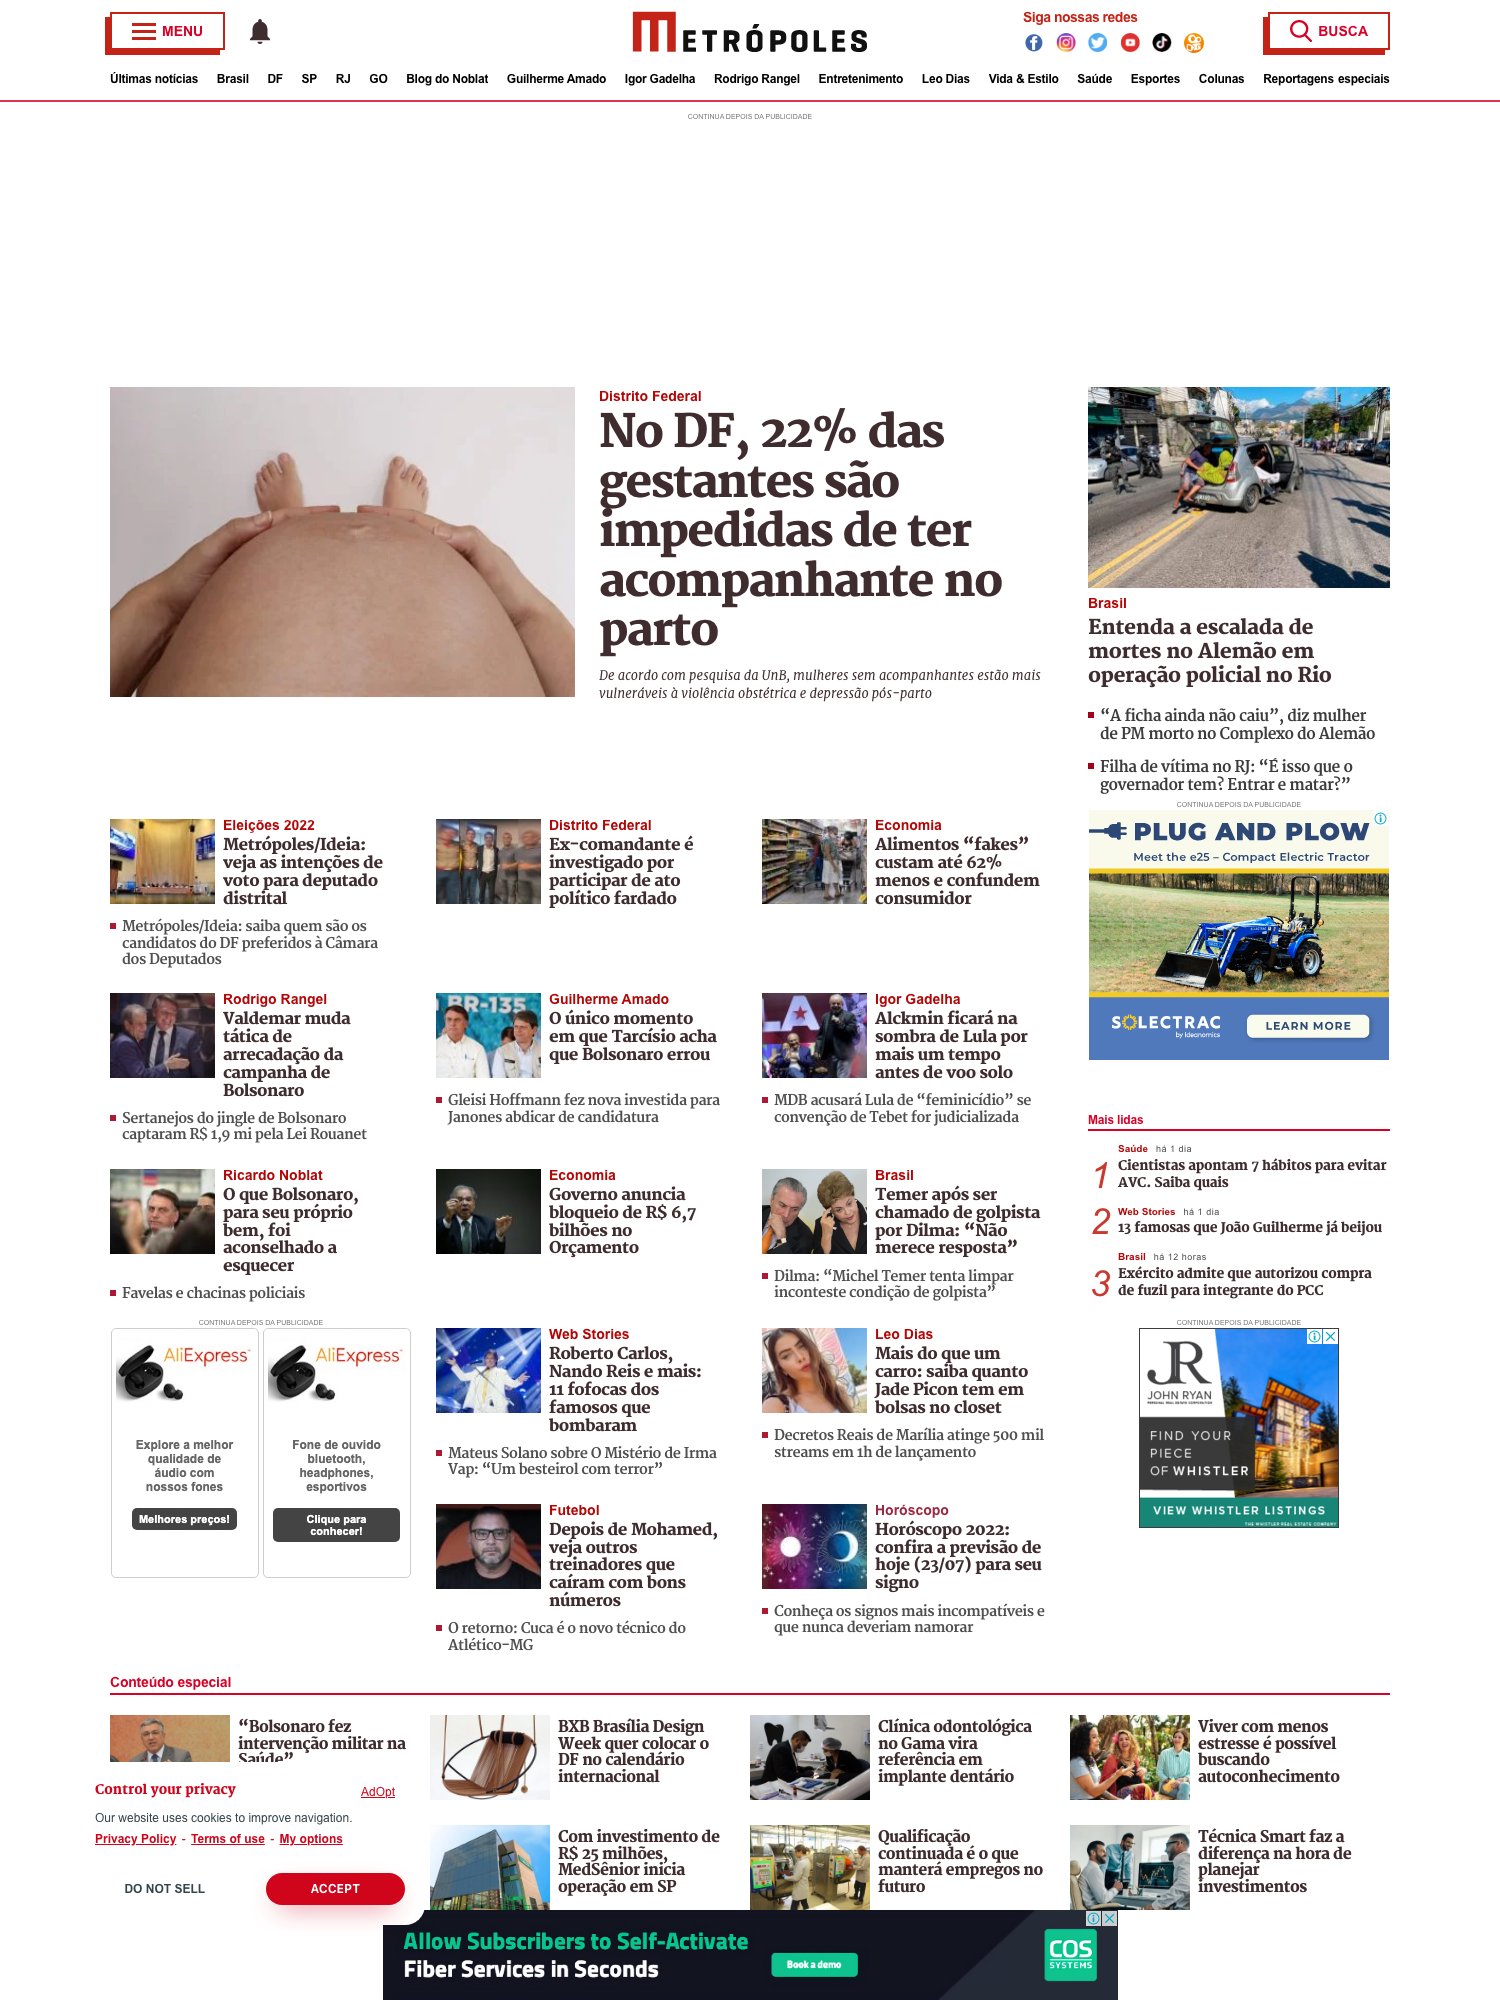 MENU
METRÓPOLES
Siga nossas redes
BUSCA
Últimas notícias Brasil DF SP RJ GO Blog do Noblat Guilherme Amado Igor Gadelha Rodrigo Rangel Entretenimento Leo Dias Vida & Estilo Saúde Esportes Colunas Reportagens especiais
CONTINUA DEPOIS DA PUBLICIDADE
Distrito Federal
No DF, 22% das
gestantes são
impedidas de ter
acompanhante no
parto
De acordo com pesquisa da UnB, mulheres sem acompanhantes estão mais
vulneráveis à violência obstétrica e depressão pós-parto
Brasil
Entenda a escalada de
mortes no Alemão em
operação policial no Rio
“A ficha ainda não caiu”, diz mulher
de PM morto no Complexo do Alemão
Filha de vítima no RJ: “É isso que o
governador tem? Entrar e matar?”
CONTINUA DEPOIS DA PUBLICIDADE
PLUG AND PLOW
Meet the e25 – Compact Electric Tractor
SOLECTRAC
by Ideanomics
LEARN MORE
Eleições 2022
Metrópoles/Ideia:
veja as intenções de
voto para deputado
distrital
Metrópoles/Ideia: saiba quem são os
candidatos do DF preferidos à Câmara
dos Deputados
Distrito Federal
Ex-comandante é
investigado por
participar de ato
político fardado
Economia
Alimentos “fakes”
custam até 62%
menos e confundem
consumidor
Rodrigo Rangel
Valdemar muda
tática de
arrecadação da
campanha de
Bolsonaro
Sertanejos do jingle de Bolsonaro
captaram R$ 1,9 mi pela Lei Rouanet
BR-135
Guilherme Amado
O único momento
em que Tarcísio acha
que Bolsonaro errou
Gleisi Hoffmann fez nova investida para
Janones abdicar de candidatura
Igor Gadelha
Alckmin ficará na
sombra de Lula por
mais um tempo
antes de voo solo
MDB acusará Lula de “feminicídio” se
convenção de Tebet for judicializada
Mais lidas
1
Saúde há 1 dia
Cientistas apontam 7 hábitos para evitar
AVC. Saiba quais
2
Web Stories há 1 dia
13 famosas que João Guilherme já beijou
3
Brasil há 12 horas
Exército admite que autorizou compra
de fuzil para integrante do PCC
Ricardo Noblat
O que Bolsonaro,
para seu próprio
bem, foi
aconselhado a
esquecer
Favelas e chacinas policiais
Economia
Governo anuncia
bloqueio de R$ 6,7
bilhões no
Orçamento
Brasil
Temer após ser
chamado de golpista
por Dilma: “Não
merece resposta”
Dilma: “Michel Temer tenta limpar
inconteste condição de golpista”
CONTINUA DEPOIS DA PUBLICIDADE
AliExpress
Explore a melhor
qualidade de
áudio com
nossos fones
Melhores preços!
AliExpress
Fone de ouvido
bluetooth,
headphones,
esportivos
Clique para
conhecer!
Web Stories
Roberto Carlos,
Nando Reis e mais:
11 fofocas dos
famosos que
bombaram
Mateus Solano sobre O Mistério de Irma
Vap: “Um besteirol com terror”
Leo Dias
Mais do que um
carro: saiba quanto
Jade Picon tem em
bolsas no closet
Decretos Reais de Marília atinge 500 mil
streams em 1h de lançamento
CONTINUA DEPOIS DA PUBLICIDADE
JR
JOHN RYAN
PERSONAL REAL ESTATE CORPORATION
FIND YOUR
PIECE
OF WHISTLER
VIEW WHISTLER LISTINGS
THE WHISTLER REAL ESTATE COMPANY
Futebol
Depois de Mohamed,
veja outros
treinadores que
caíram com bons
números
O retorno: Cuca é o novo técnico do
Atlético-MG
Horóscopo
Horóscopo 2022:
confira a previsão de
hoje (23/07) para seu
signo
Conheça os signos mais incompatíveis e
que nunca deveriam namorar
Conteúdo especial
“Bolsonaro fez
intervenção militar na
Saúde”
BXB Brasília Design
Week quer colocar o
DF no calendário
internacional
Clínica odontológica
no Gama vira
referência em
implante dentário
Viver com menos
estresse é possível
buscando
autoconhecimento
Control your privacy
AdOpt
Our website uses cookies to improve navigation.
Privacy Policy - Terms of use - My options
DO NOT SELL
ACCEPT
Com investimento de
R$ 25 milhões,
MedSênior inicia
operação em SP
Qualificação
continuada é o que
manterá empregos no
futuro
Técnica Smart faz a
diferença na hora de
planejar
investimentos
Allow Subscribers to Self-Activate
Fiber Services in Seconds
Book a demo
COS
SYSTEMS